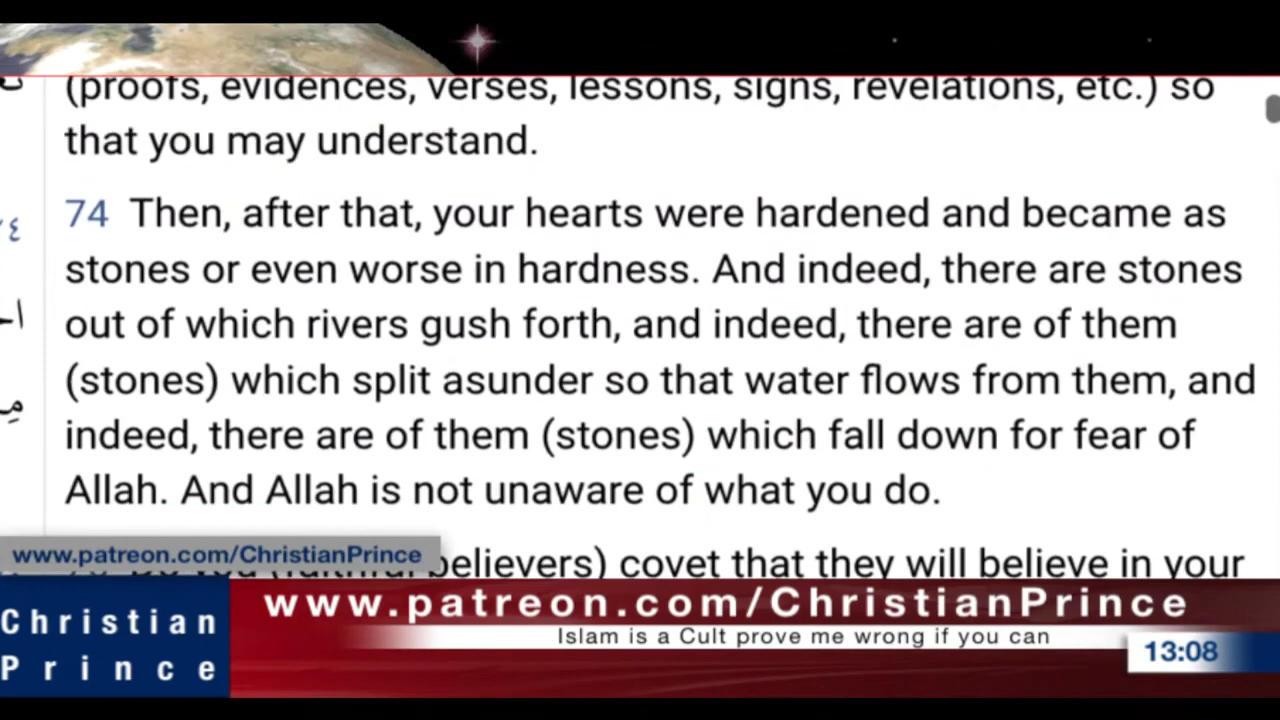 (proofs, evidences, verses, lessons, signs, revelations, etc.) so
that you may understand.
74 Then, after that, your hearts were hardened and became as
stones or even worse in hardness. And indeed, there are stones
out of which rivers gush forth, and indeed, there are of them
(stones) which split asunder so that water flows from them, and
indeed, there are of them (stones) which fall down for fear of
Allah. And Allah is not unaware of what you do.
www.patreon.com/ChristianPrince
believers) covet that they will believe in your
www.patreon.com/ChristianPrince
Islam is a Cult prove me wrong if you can
Christian
Prince
13:08